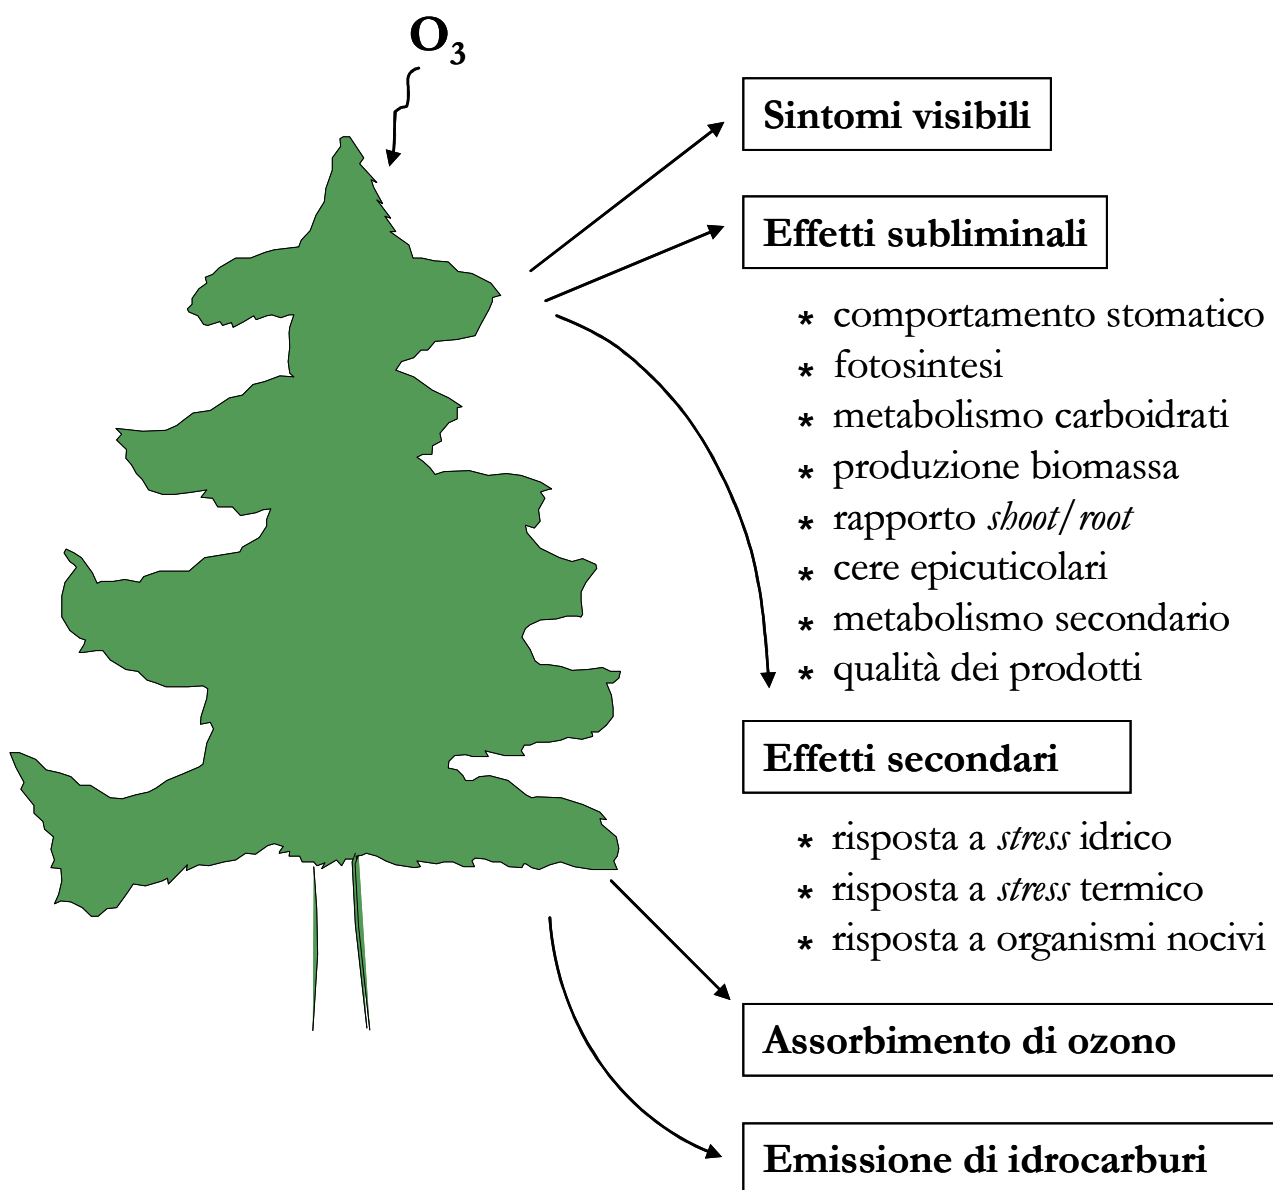 O3
Sintomi visibili
Effetti subliminali
* comportamento stomatico
* fotosintesi
* metabolismo carboidrati
* produzione biomassa
* rapporto shoot/root
* cere epicuticolari
* metabolismo secondario
* qualità dei prodotti
Effetti secondari
* risposta a stress idrico
* risposta a stress termico
* risposta a organismi nocivi
Assorbimento di ozono
Emissione di idrocarburi